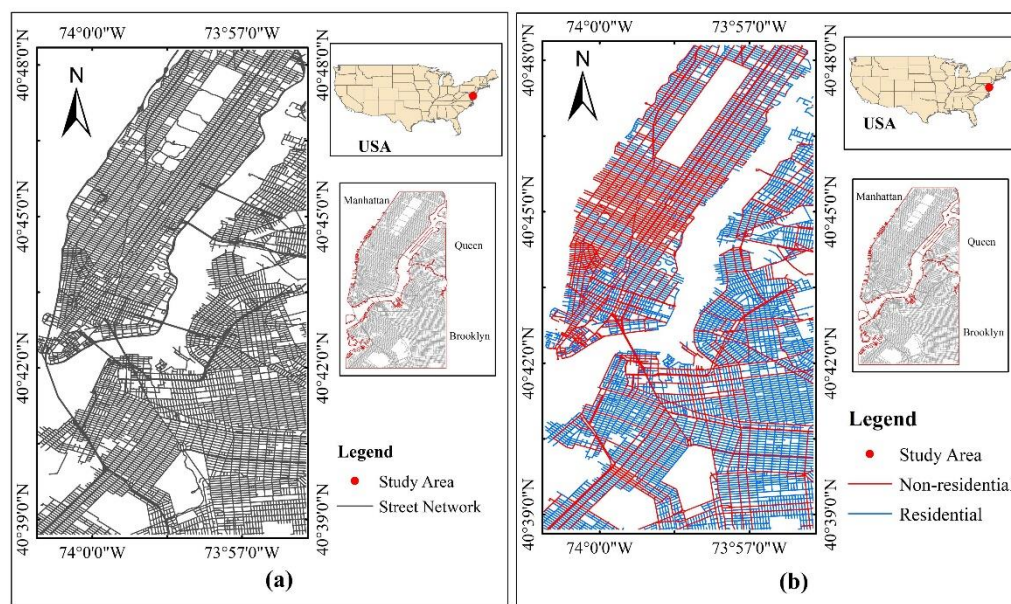 74°0'0"W 73°57'0"W
40°48'0"N 40°48'0"N
N
USA
40°45'0"N 40°45'0"N
Manhattan
Queen
Brooklyn
40°42'0"N 40°42'0"N
Legend
Study Area
Street Network
40°39'0"N 40°39'0"N
74°0'0"W 73°57'0"W
(a)
74°0'0"W 73°57'0"W
40°48'0"N 40°48'0"N
N
USA
40°45'0"N 40°45'0"N
Manhattan
Queen
Brooklyn
40°42'0"N 40°42'0"N
Legend
Study Area
Non-residential
Residential
40°39'0"N 40°39'0"N
74°0'0"W 73°57'0"W
(b)